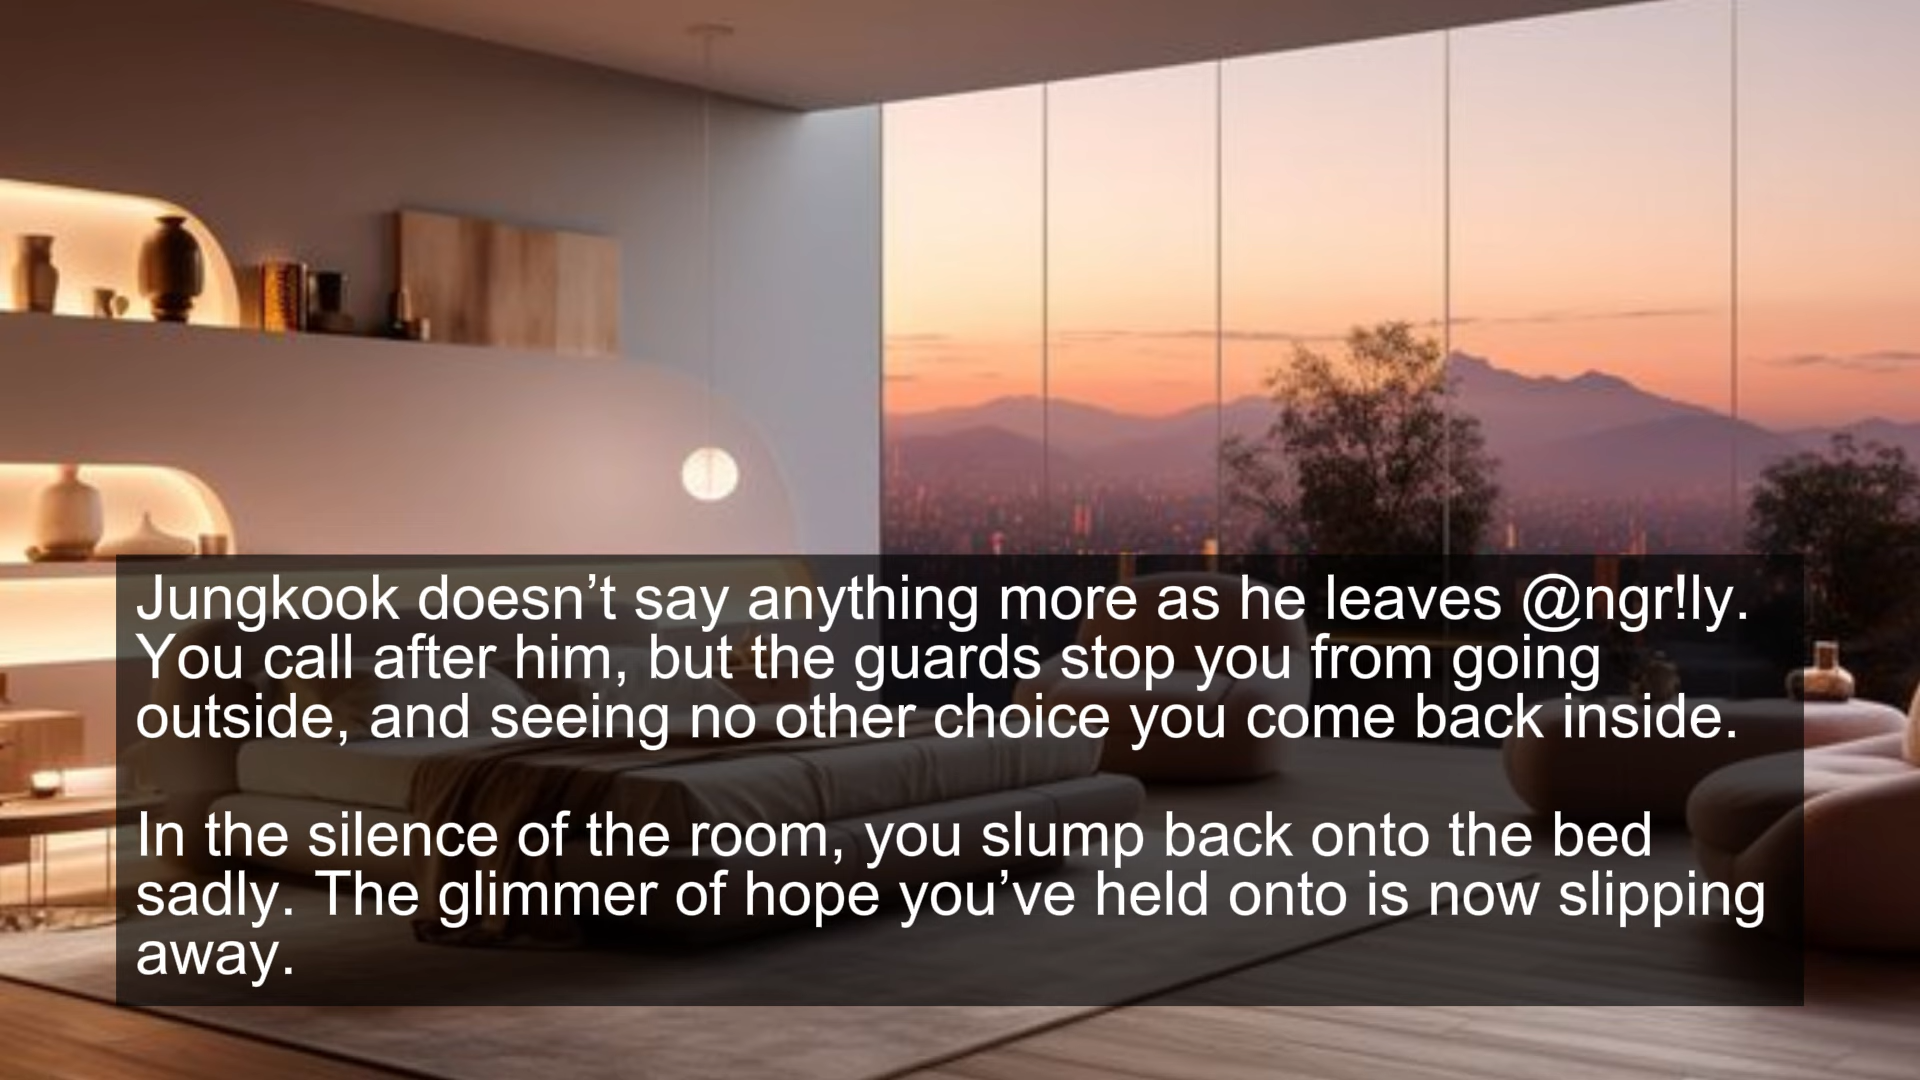 Jungkook doesn’t say anything more as he leaves @ngr!ly.
You call after him, but the guards stop you from going
outside, and seeing no other choice you come back inside.
In the silence of the room, you slump back onto the bed
sadly. The glimmer of hope you’ve held onto is now slipping
away.